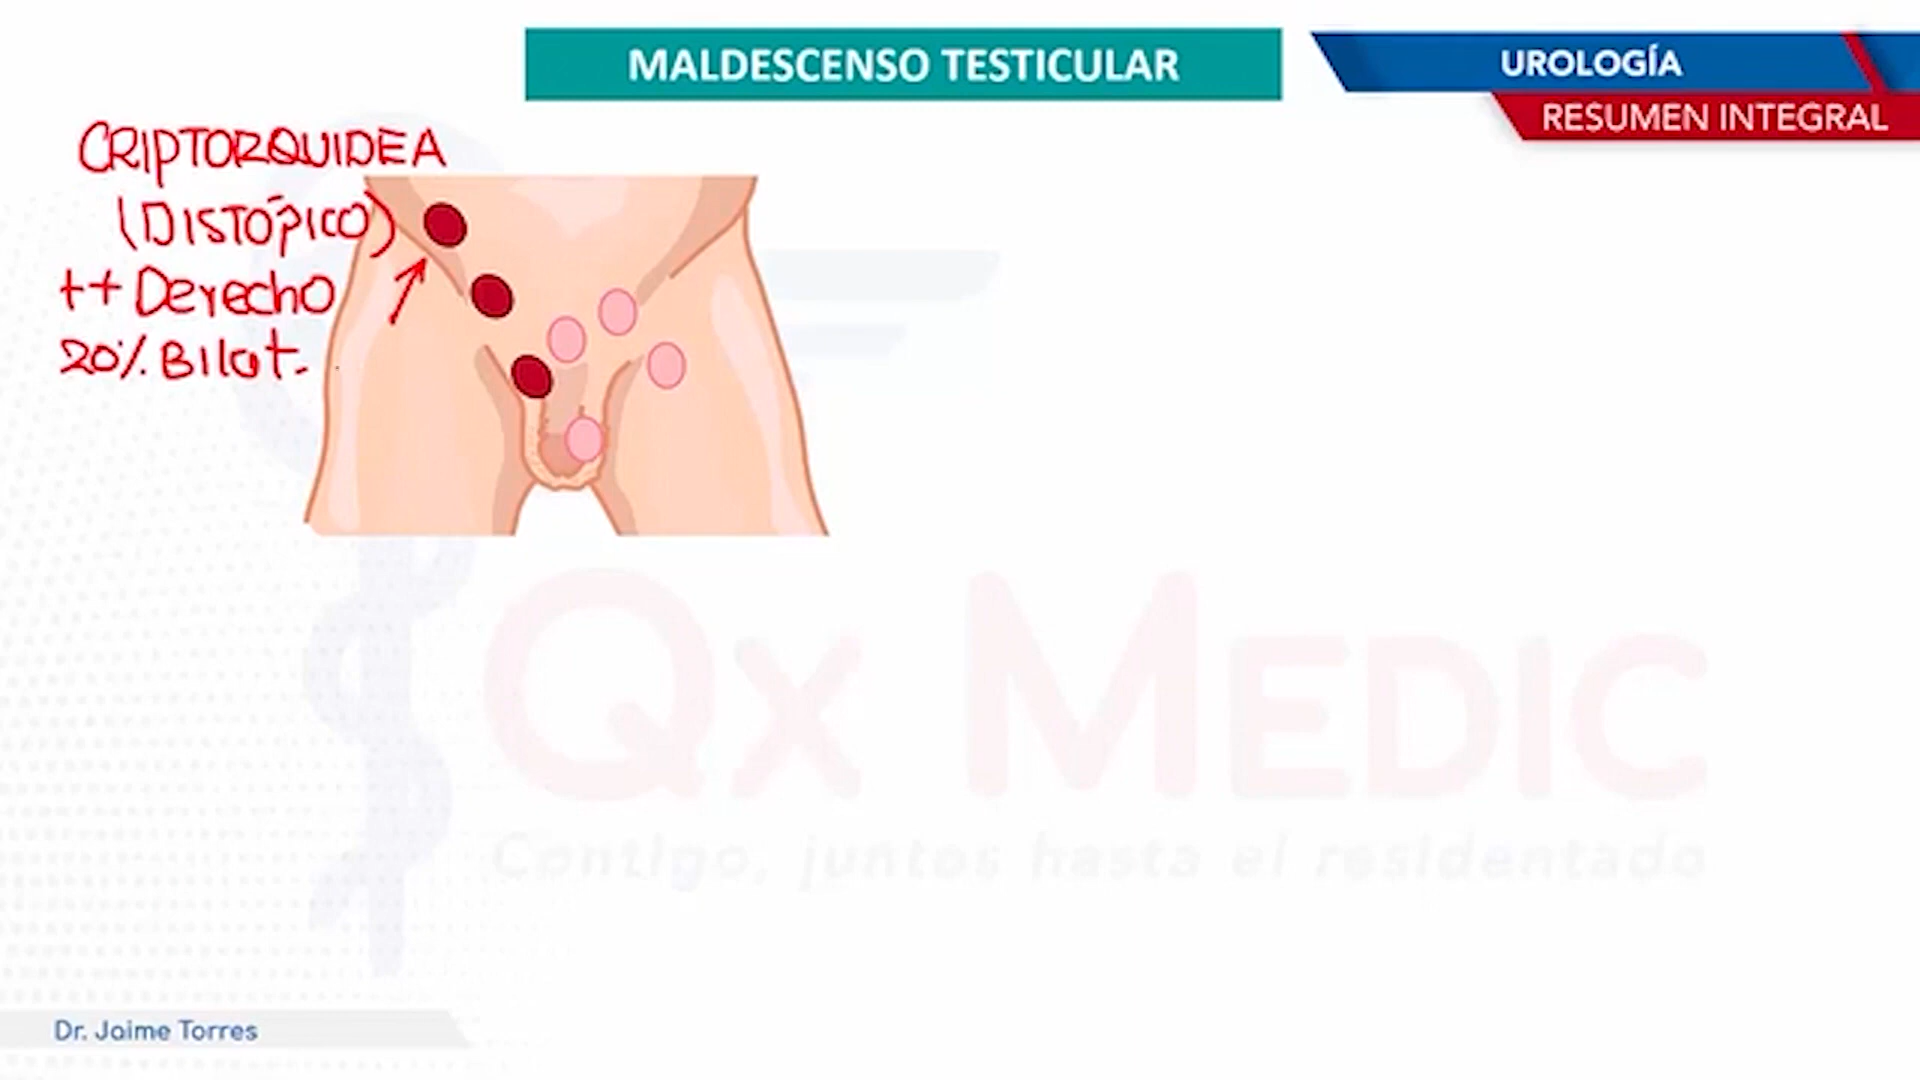 MALDESCENSO TESTICULAR
UROLOGÍA
RESUMEN INTEGRAL
CRIPTORQUIDEA
(DISTÓPICO)
++ Derecho
20% Bilat.
QX MEDIC
Contigo, juntos hasta el residentado
Dr. Jaime Torres